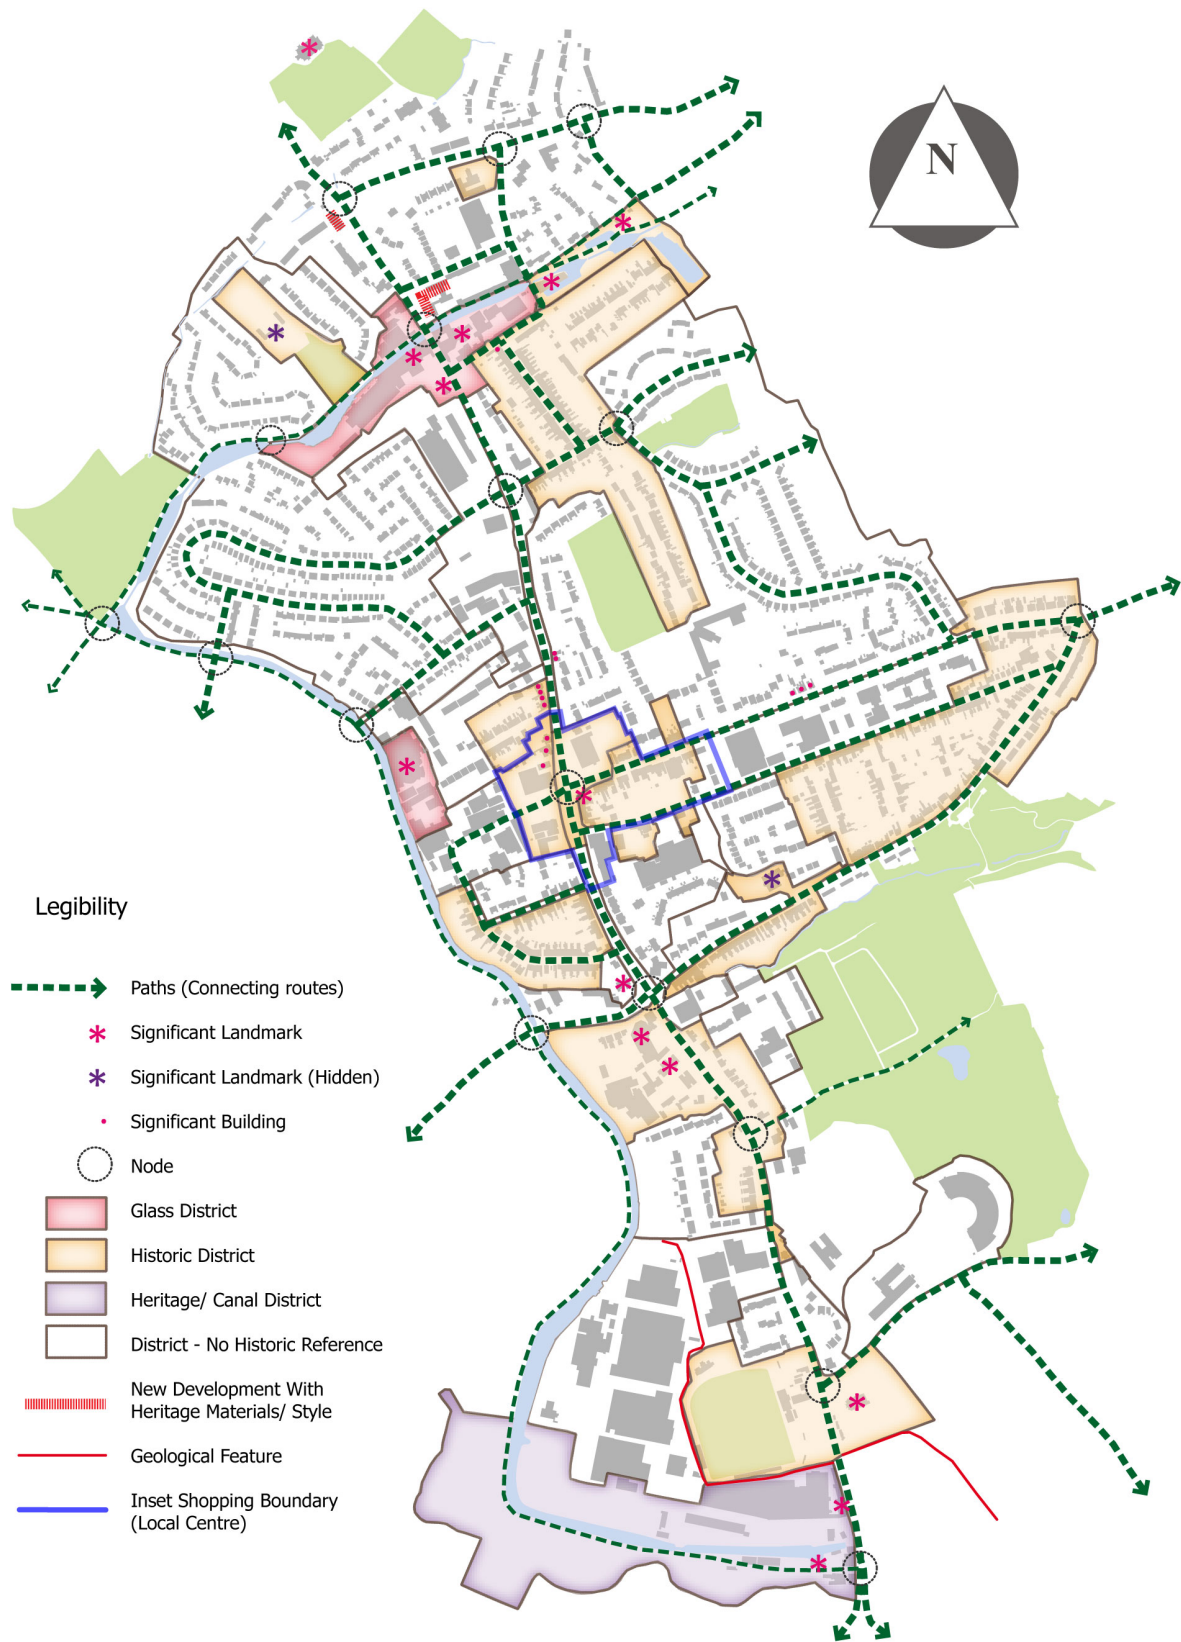 N
Legibility
Paths (Connecting routes)
Significant Landmark
Significant Landmark (Hidden)
Significant Building
Node
Glass District
Historic District
Heritage/ Canal District
District - No Historic Reference
New Development With
Heritage Materials/ Style
Geological Feature
Inset Shopping Boundary
(Local Centre)